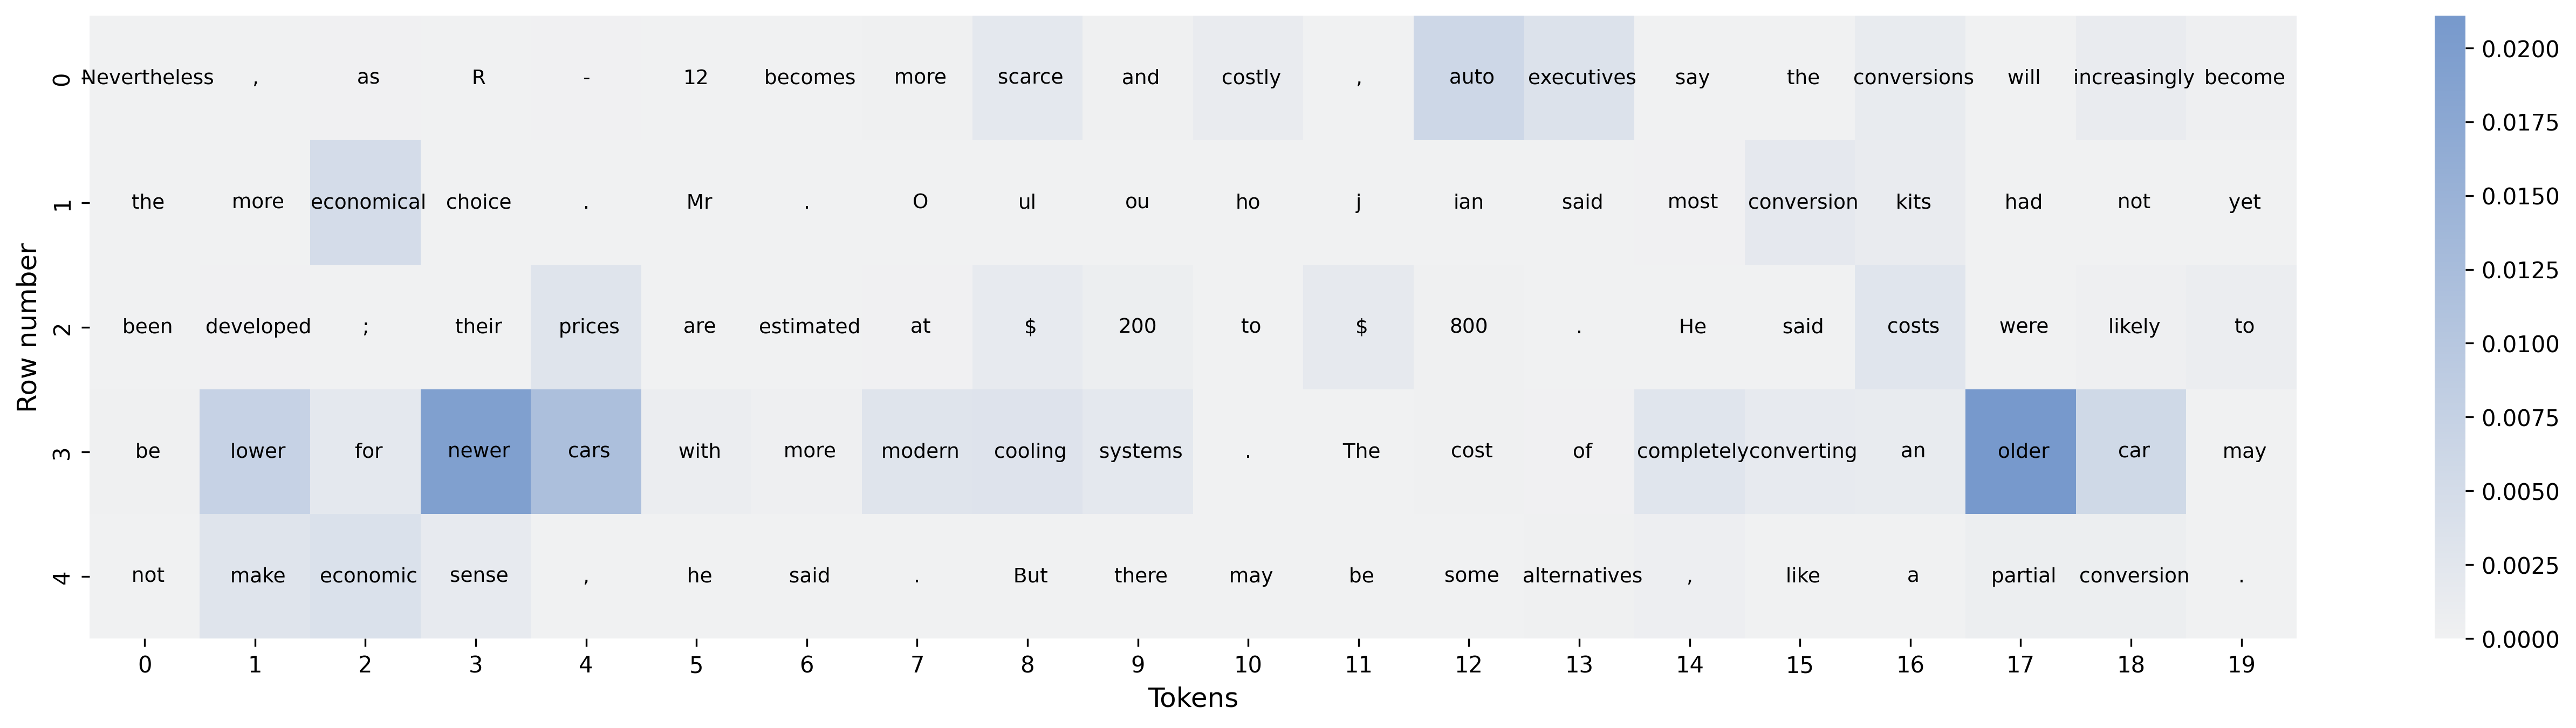 0 Nevertheless , as R - 12 becomes more scarce and costly , auto executives say the conversions will increasingly become
1 the more economical choice . Mr . O ul ou ho j ian said most conversion kits had not yet
2 been developed ; their prices are estimated at $ 200 to $ 800 . He said costs were likely to
3 be lower for newer cars with more modern cooling systems . The cost of completely converting an older car may
4 not make economic sense , he said . But there may be some alternatives , like a partial conversion .
Row number
0 1 2 3 4 5 6 7 8 9 10 11 12 13 14 15 16 17 18 19
Tokens
0.0200
0.0175
0.0150
0.0125
0.0100
0.0075
0.0050
0.0025
0.0000